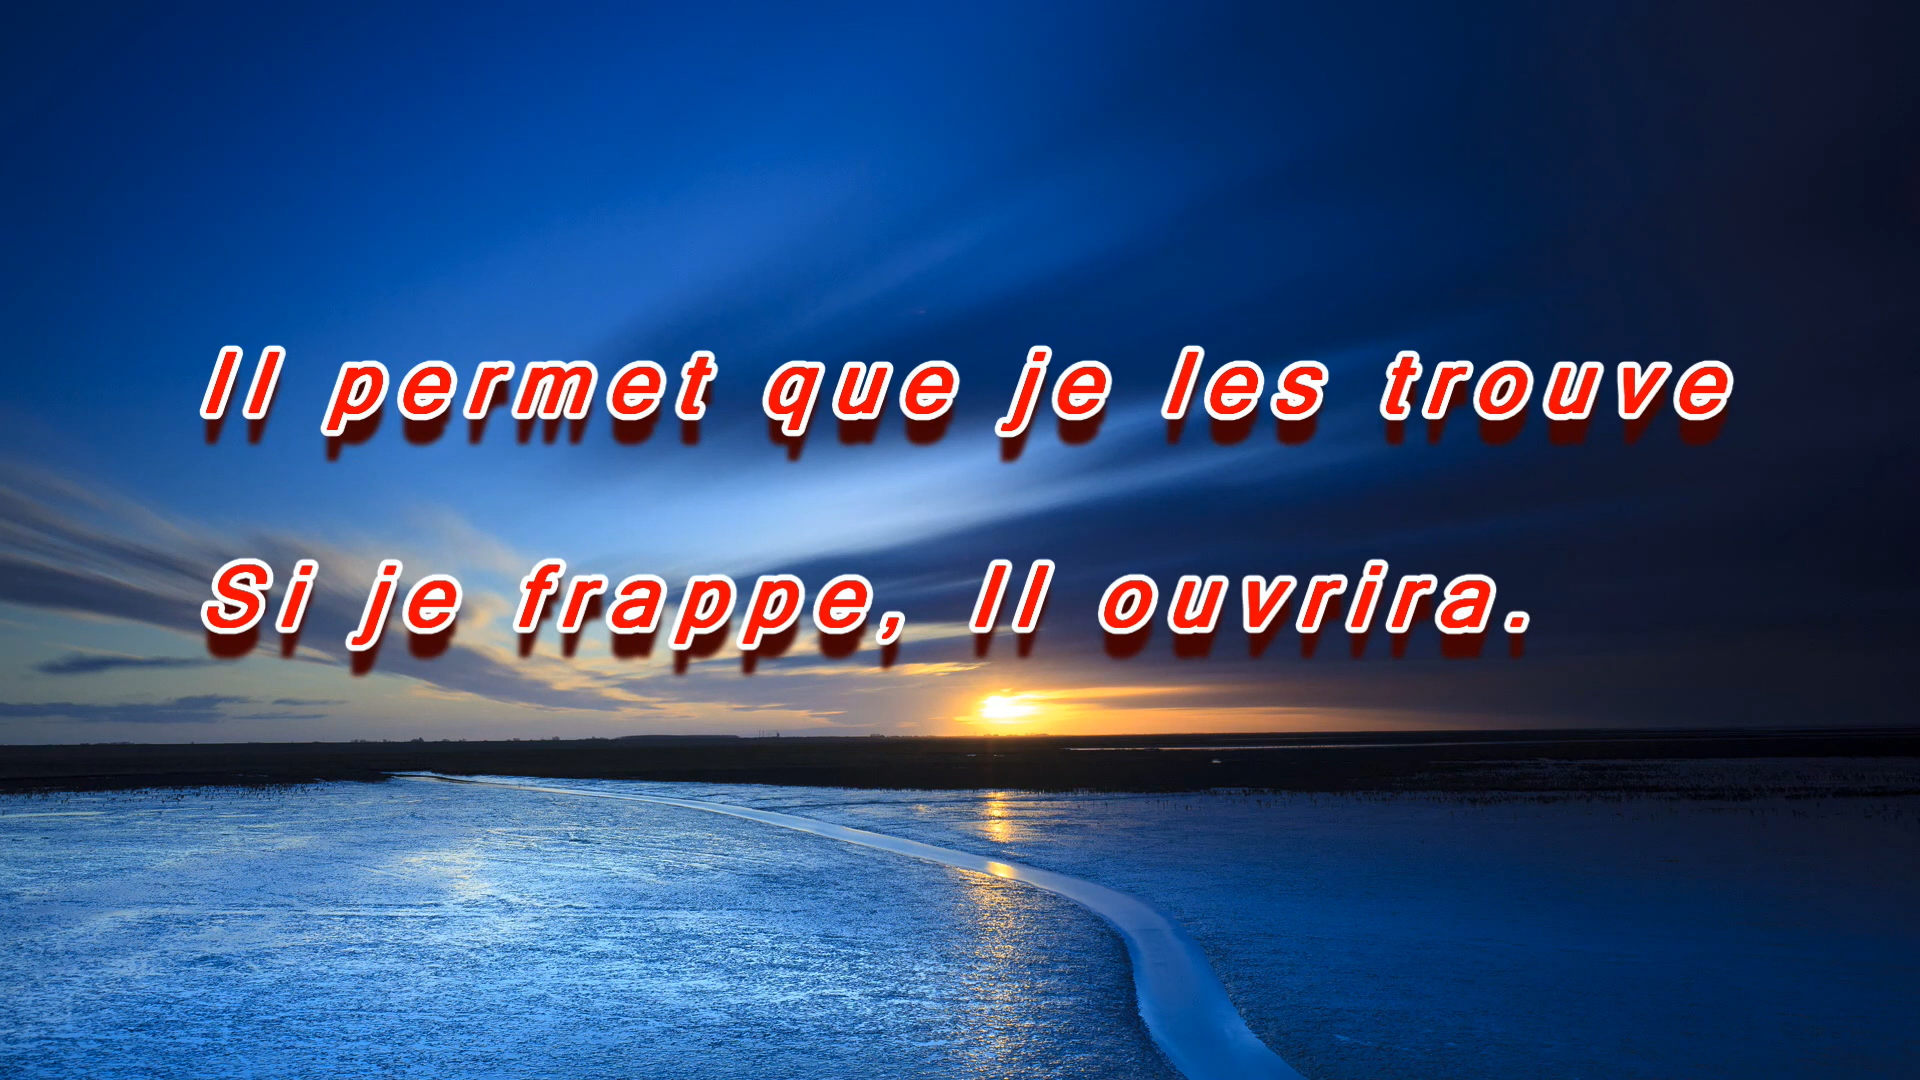 Il permet que je les trouve
Si je frappe, Il ouvrira.